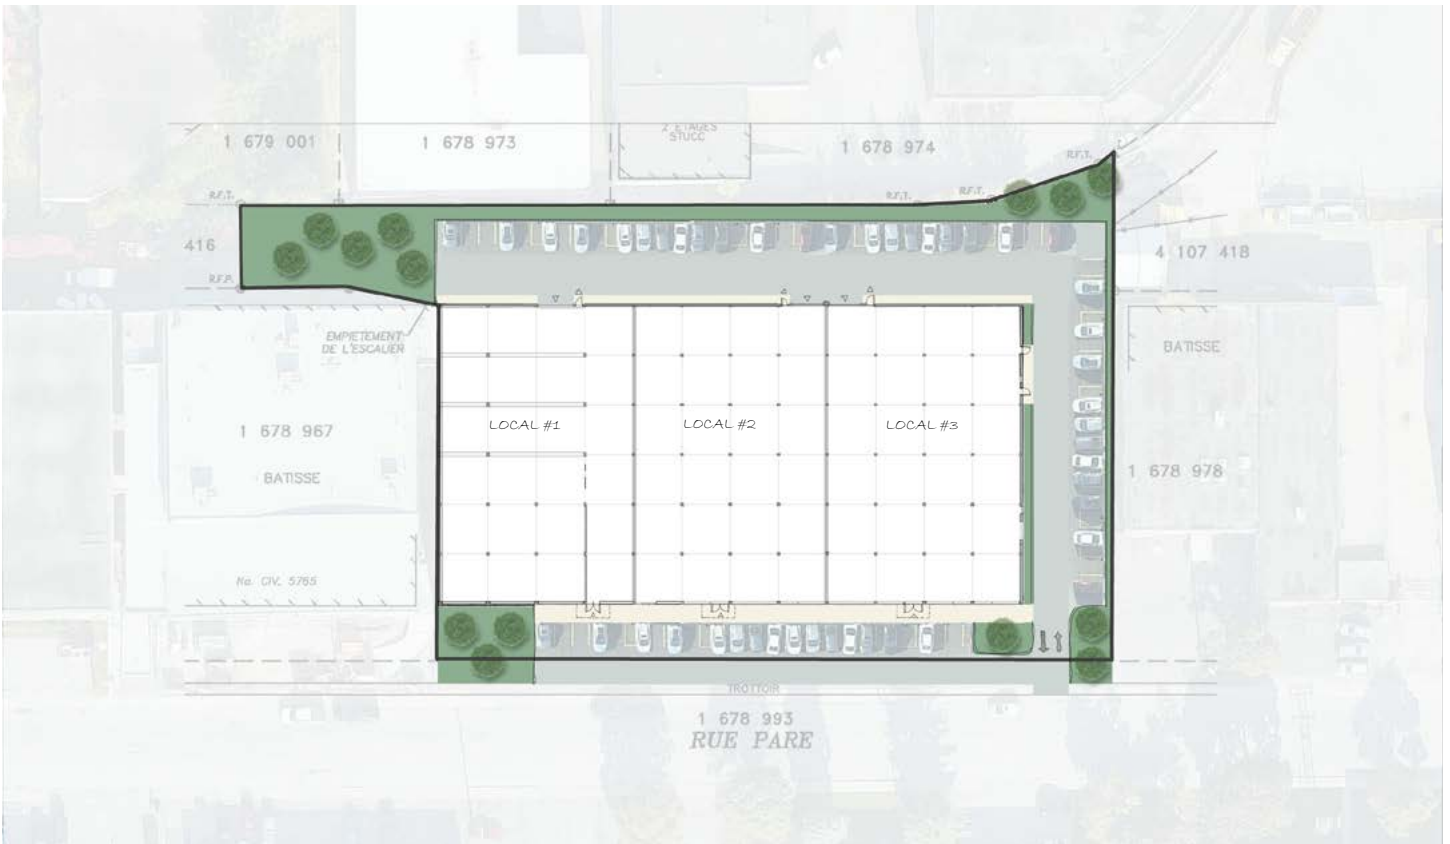 2 ETAGES
STUCC
1 679 001
1 678 973
1 678 974
R.F.T.
R.F.T.
R.F.T.
R.F.T.
416
4 107 418
R.F.P.
EMPIETEMENT
DE L'ESCALIER
BATISSE
LOCAL #1
LOCAL #2
LOCAL #3
1 678 967
1 678 978
BATISSE
No. CIV. 5765
TROTTOIR
1 678 993
RUE PARE